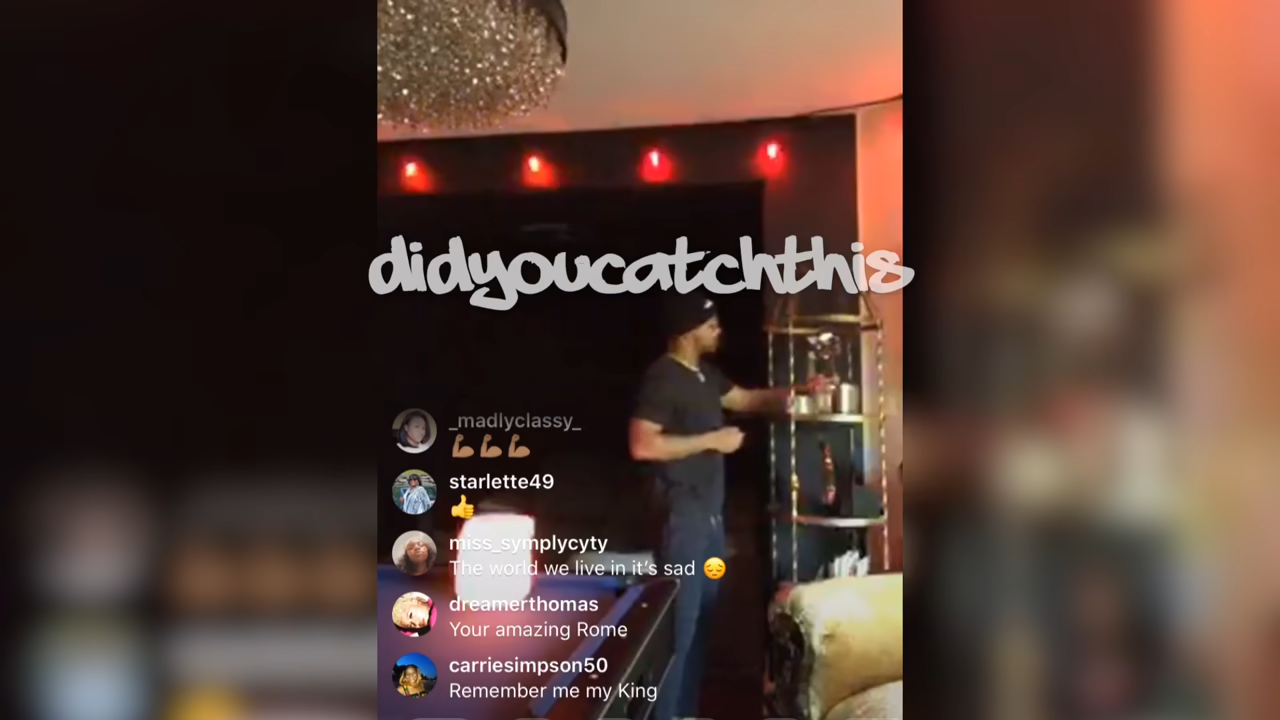 didyoucatchthis
_madlyclassy_
💪🏽💪🏽💪🏽
starlette49
👍
miss_symplycyty
The world we live in it's sad 😔
dreamerthomas
Your amazing Rome
carriesimpson50
Remember me my King